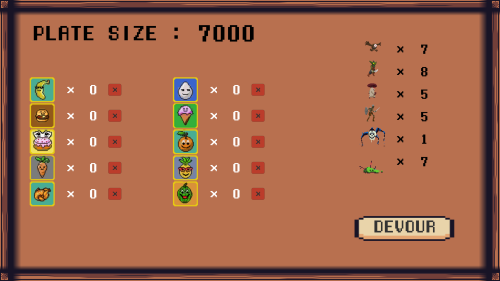 PLATE SIZE : 7000
× 0 × × 0 × × 7
× 0 × × 0 × × 8
× 0 × × 0 × × 5
× 0 × × 0 × × 5
× 0 × × 0 × × 1
× 7
DEVOUR